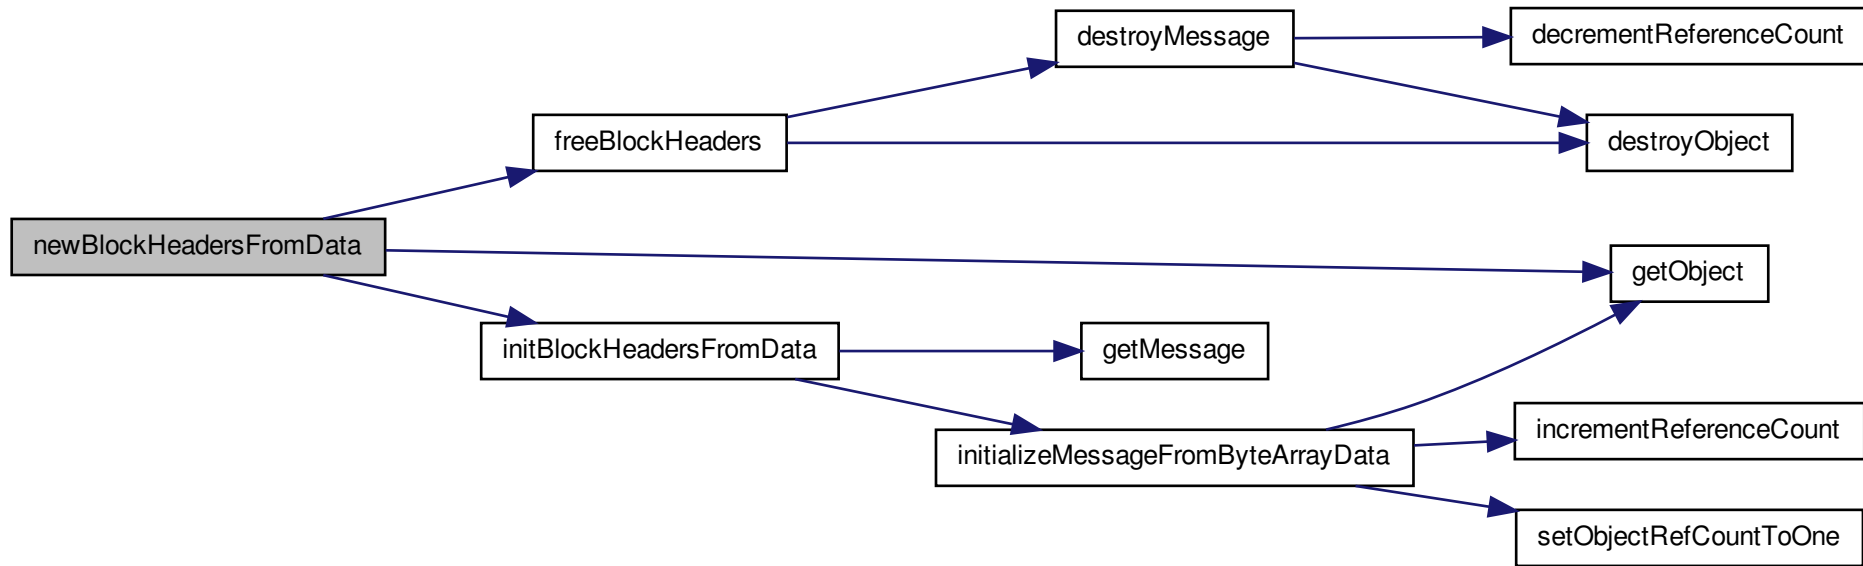 destroyMessage
decrementReferenceCount
freeBlockHeaders
destroyObject
newBlockHeadersFromData
getObject
initBlockHeadersFromData
getMessage
incrementReferenceCount
initializeMessageFromByteArrayData
setObjectRefCountToOne